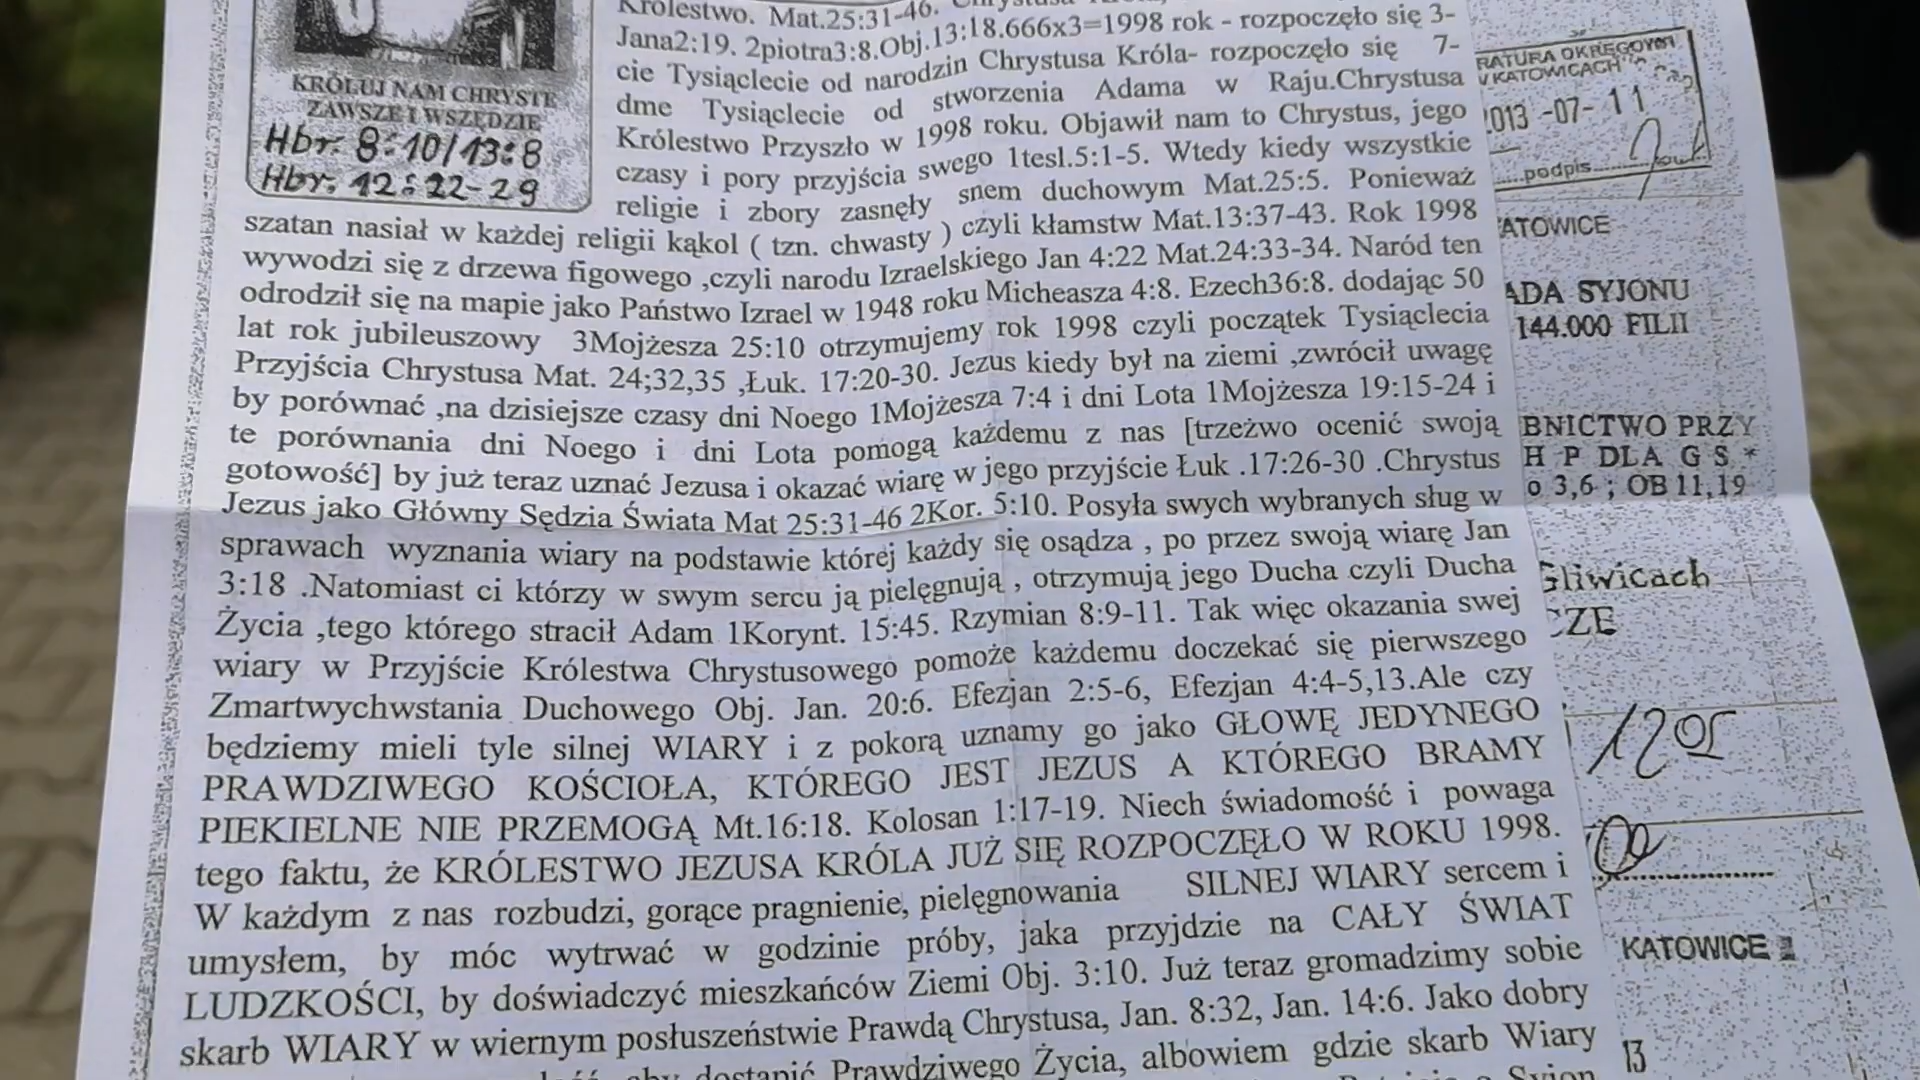 Królestwo. Mat.25:31-46.
Jana2:19. 2piotra3:8.Obj.13:18.666x3=1998 rok - rozpoczęło się 3-
cie Tysiąclecie od narodzin Chrystusa Króla- rozpoczęło się 7-
dme Tysiąclecie od stworzenia Adama w Raju.Chrystusa
Królestwo Przyszło w 1998 roku. Objawił nam to Chrystus, jego
czasy i pory przyjścia swego 1tesl.5:1-5. Wtedy kiedy wszystkie
religie i zbory zasnęły snem duchowym Mat.25:5. Ponieważ
KRÓLUJ NAM CHRYSTE
ZAWSZE I WSZĘDZIE
Hbr. 8:10/13:8
Hbr. 12:22-29
szatan nasiał w każdej religii kąkol ( tzn. chwasty ) czyli kłamstw Mat.13:37-43. Rok 1998
wywodzi się z drzewa figowego ,czyli narodu Izraelskiego Jan 4:22 Mat.24:33-34. Naród ten
odrodził się na mapie jako Państwo Izrael w 1948 roku Micheasza 4:8. Ezech36:8. dodając 50
lat rok jubileuszowy 3Mojżesza 25:10 otrzymujemy rok 1998 czyli początek Tysiąclecia
Przyjścia Chrystusa Mat. 24;32,35 ,Łuk. 17:20-30. Jezus kiedy był na ziemi ,zwrócił uwagę
by porównać ,na dzisiejsze czasy dni Noego 1Mojżesza 7:4 i dni Lota 1Mojżesza 19:15-24 i
te porównania dni Noego i dni Lota pomogą każdemu z nas [trzeżwo ocenić swoją
gotowość] by już teraz uznać Jezusa i okazać wiarę w jego przyjście Łuk .17:26-30 .Chrystus
Jezus jako Główny Sędzia Świata Mat 25:31-46 2Kor. 5:10. Posyła swych wybranych sług w
sprawach wyznania wiary na podstawie której każdy się osądza , po przez swoją wiarę Jan
3:18 .Natomiast ci którzy w swym sercu ją pielęgnują , otrzymują jego Ducha czyli Ducha
Życia ,tego którego stracił Adam 1Korynt. 15:45. Rzymian 8:9-11. Tak więc okazania swej
wiary w Przyjście Królestwa Chrystusowego pomoże każdemu doczekać się pierwszego
Zmartwychwstania Duchowego Obj. Jan. 20:6. Efezjan 2:5-6, Efezjan 4:4-5,13.Ale czy
będziemy mieli tyle silnej WIARY i z pokorą uznamy go jako GŁOWĘ JEDYNEGO
PRAWDZIWEGO KOŚCIOŁA, KTÓREGO JEST JEZUS A KTÓREGO BRAMY
PIEKIELNE NIE PRZEMOGĄ Mt.16:18. Kolosan 1:17-19. Niech świadomość i powaga
tego faktu, że KRÓLESTWO JEZUSA KRÓLA JUŻ SIĘ ROZPOCZĘŁO W ROKU 1998.
W każdym z nas rozbudzi, gorące pragnienie, pielęgnowania SILNEJ WIARY sercem i
umysłem, by móc wytrwać w godzinie próby, jaka przyjdzie na CAŁY ŚWIAT
LUDZKOŚCI, by doświadczyć mieszkańców Ziemi Obj. 3:10. Już teraz gromadzimy sobie
skarb WIARY w wiernym posłuszeństwie Prawdą Chrystusa, Jan. 8:32, Jan. 14:6. Jako dobry
aby dostąpić Prawdziwego Życia, albowiem gdzie skarb Wiary
Syjon
RATURA OKRĘGOWA
W KATOWICACH
2013 -07- 11
podpis
ATOWICE
ADA SYJONU
144.000 FILII
BNICTWO PRZY
H P DLA G S *
o 3,6 ; OB 11,19
Gliwicach
CZE
KATOWICE
13